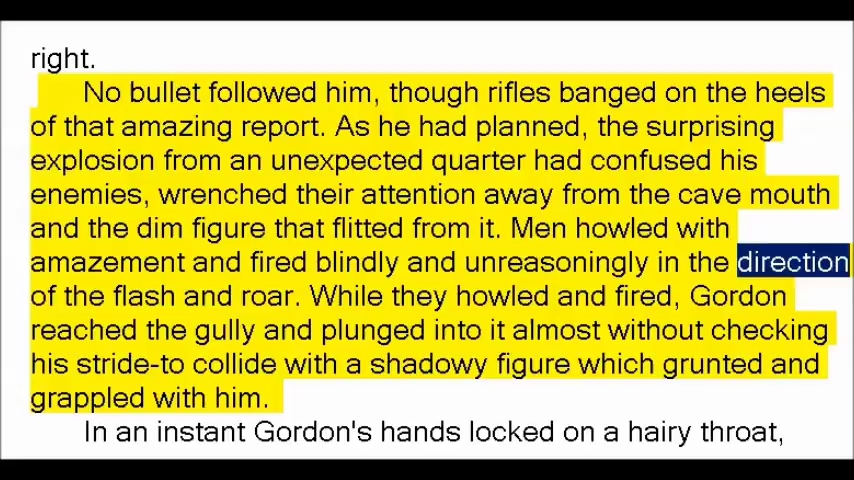 right.
No bullet followed him, though rifles banged on the heels
of that amazing report. As he had planned, the surprising
explosion from an unexpected quarter had confused his
enemies, wrenched their attention away from the cave mouth
and the dim figure that flitted from it. Men howled with
amazement and fired blindly and unreasoningly in the direction
of the flash and roar. While they howled and fired, Gordon
reached the gully and plunged into it almost without checking
his stride-to collide with a shadowy figure which grunted and
grappled with him.
In an instant Gordon's hands locked on a hairy throat,